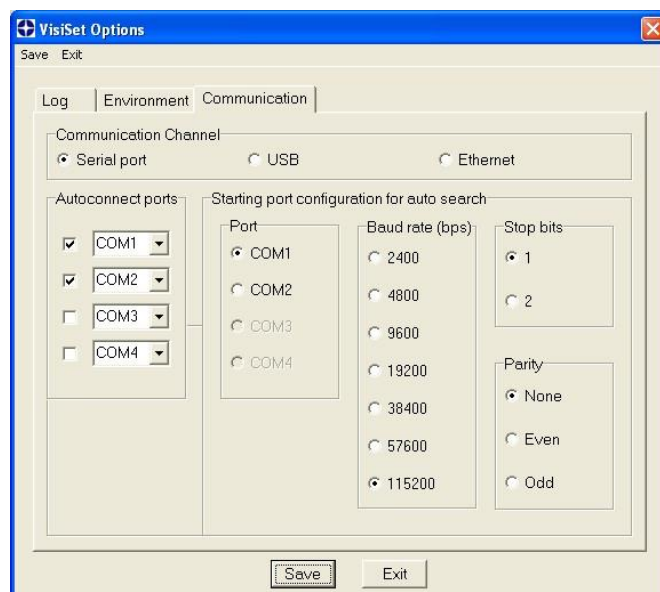 VisiSet Options
Save Exit
Log Environment Communication
Communication Channel
Serial port USB Ethernet
Autoconnect ports
COM1
COM2
COM3
COM4
Starting port configuration for auto search
Port
COM1
COM2
COM3
COM4
Baud rate (bps)
2400
4800
9600
19200
38400
57600
115200
Stop bits
1
2
Parity
None
Even
Odd
Save Exit